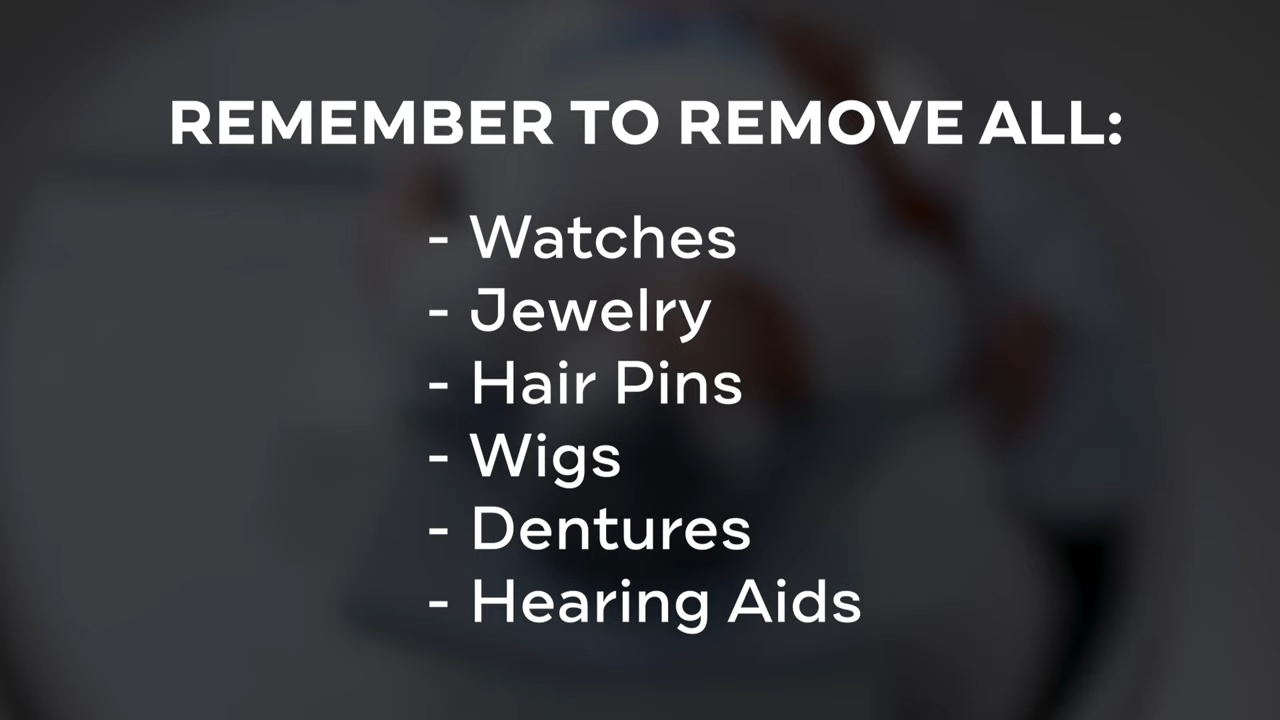 REMEMBER TO REMOVE ALL:
- Watches
- Jewelry
- Hair Pins
- Wigs
- Dentures
- Hearing Aids